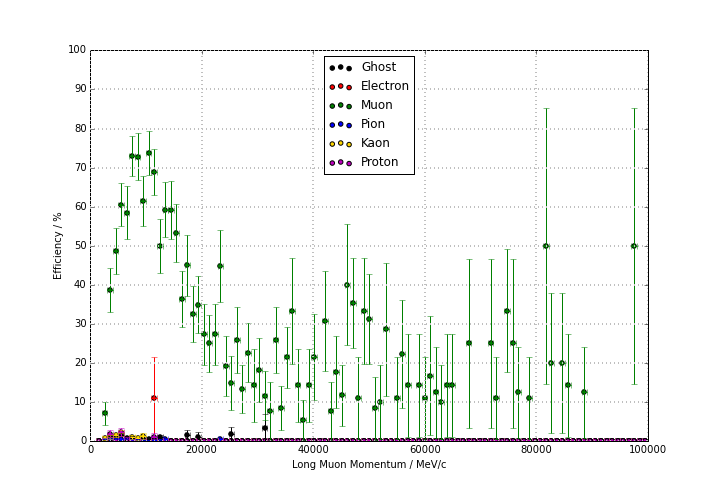 100
90
80
70
60
50
40
30
20
10
0
Efficiency / %
Ghost
Electron
Muon
Pion
Kaon
Proton
0 20000 40000 60000 80000 100000
Long Muon Momentum / MeV/c